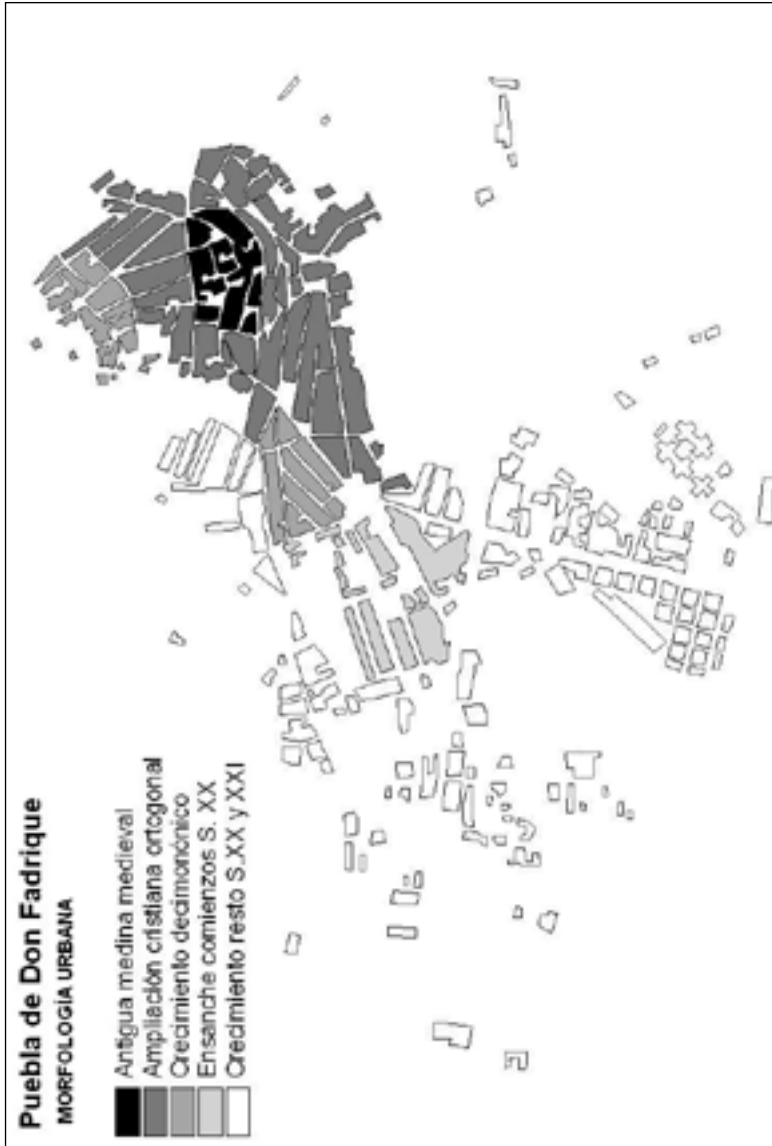 Puebla de Don Fadrique
MORFOLOGÍA URBANA
Antigua medina medieval
Ampliación cristiana ortogonal
Crecimiento decimonónico
Ensanche comienzos S. XX
Crecimiento resto S.XX y XXI